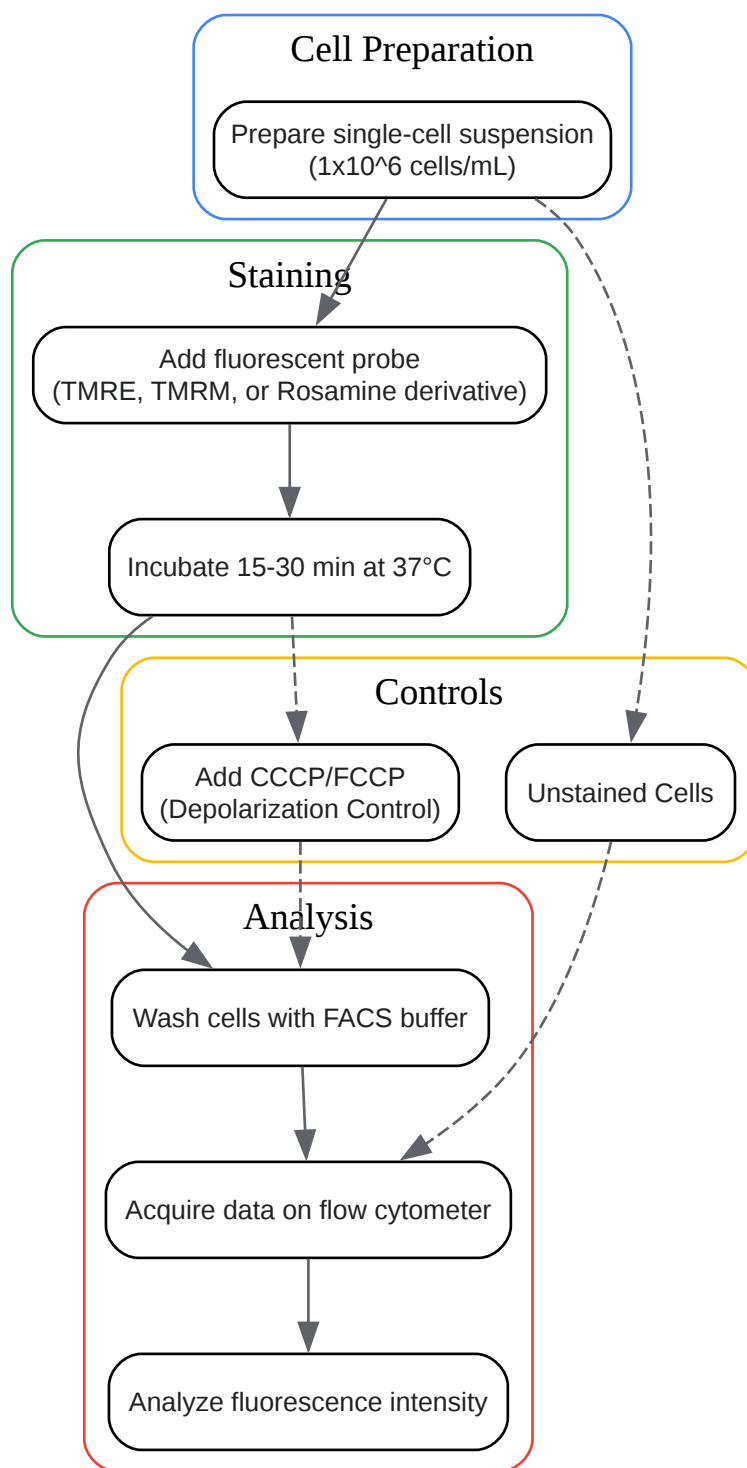 Cell Preparation
Prepare single-cell suspension
(1x10^6 cells/mL)
Staining
Add fluorescent probe
(TMRE, TMRM, or Rosamine derivative)
Incubate 15-30 min at 37°C
Controls
Add CCCP/FCCP
(Depolarization Control)
Unstained Cells
Analysis
Wash cells with FACS buffer
Acquire data on flow cytometer
Analyze fluorescence intensity